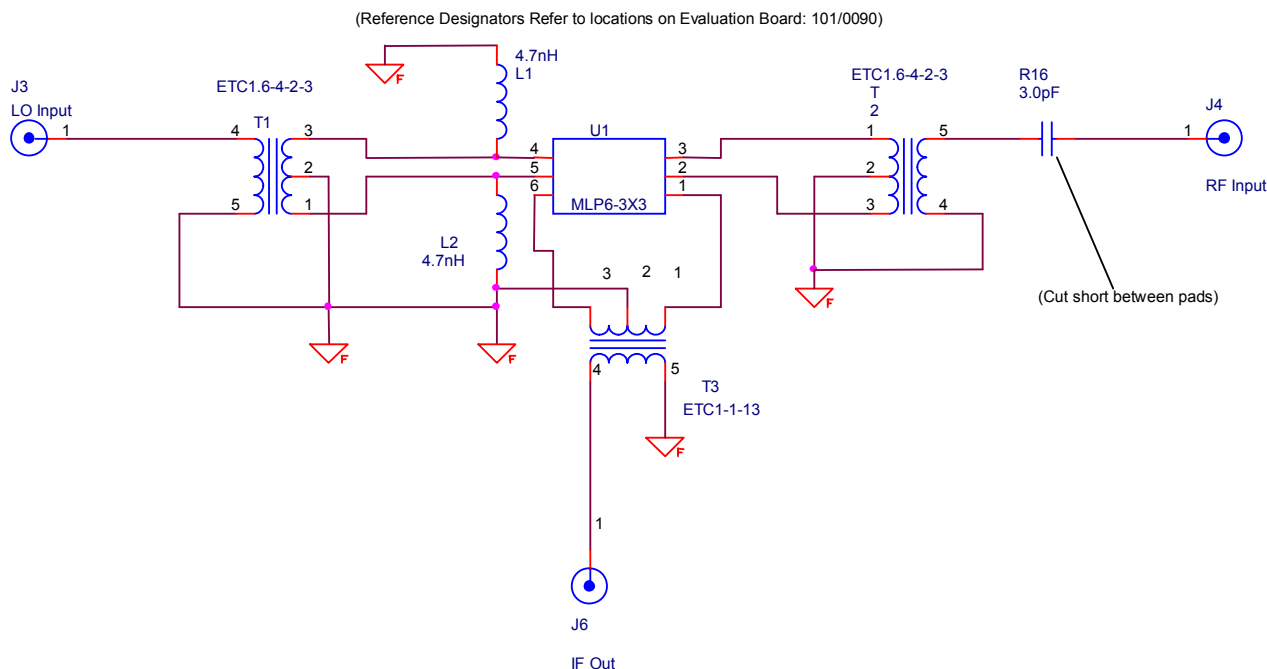 (Reference Designators Refer to locations on Evaluation Board: 101/0090)
4.7nH
L1
F
J3
LO Input
1
ETC1.6-4-2-3
T1
4
5
3
2
1
U1
4
5
6
3
2
1
MLP6-3X3
ETC1.6-4-2-3
T
2
1
2
3
5
4
R16
3.0pF
J4
1
RF Input
L2
4.7nH
3
2
1
F
F
F
(Cut short between pads)
4
5
T3
ETC1-1-13
F
1
J6
IF Out